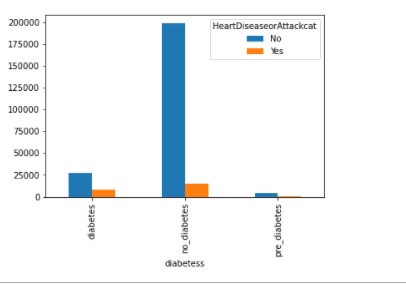 HeartDiseaseorAttackcat
No
Yes
200000
175000
150000
125000
100000
75000
50000
25000
0
diabetes
no_diabetes
pre_diabetes
diabetess